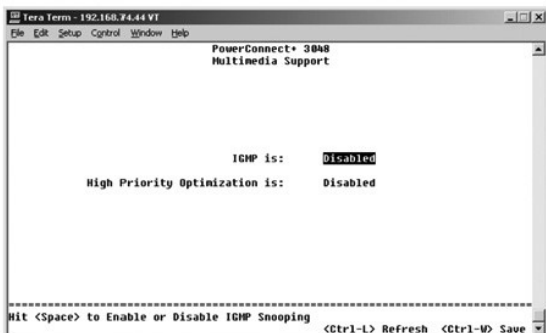 Tera Term - 192.168.74.44 VT
File Edit Setup Control Window Help
PowerConnect+ 3048
Multimedia Support
IGMP is: Disabled
High Priority Optimization is: Disabled
Hit <Space> to Enable or Disable IGMP Snooping
<Ctrl-L> Refresh <Ctrl-W> Save